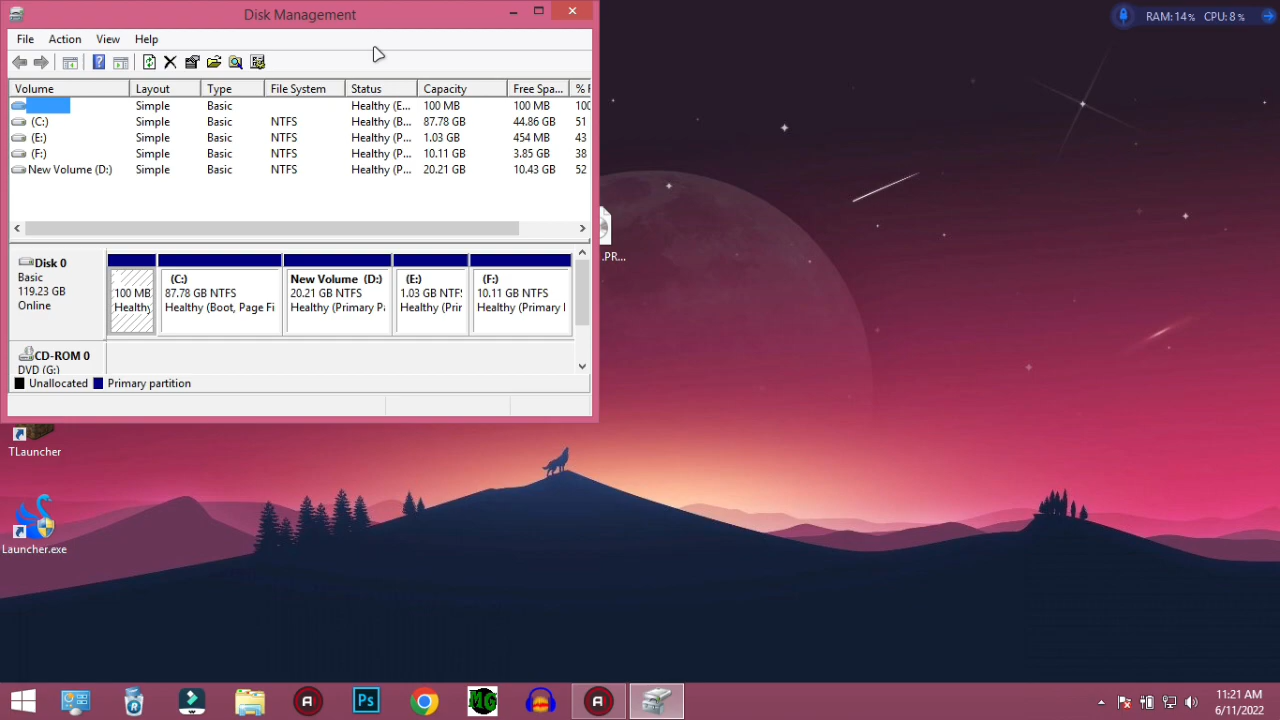 Disk Management
RAM: 14% CPU: 8%
File Action View Help
Volume Layout Type File System Status Capacity Free Spa... %
Simple Basic Healthy (E... 100 MB 100 MB 100
(C:) Simple Basic NTFS Healthy (B... 87.78 GB 44.86 GB 51
(E:) Simple Basic NTFS Healthy (P... 1.03 GB 454 MB 43
(F:) Simple Basic NTFS Healthy (P... 10.11 GB 3.85 GB 38
New Volume (D:) Simple Basic NTFS Healthy (P... 20.21 GB 10.43 GB 52
.PR...
Disk 0
Basic
119.23 GB
Online
100 MB
Healthy
(C:)
87.78 GB NTFS
Healthy (Boot, Page Fi
New Volume (D:)
20.21 GB NTFS
Healthy (Primary P
(E:)
1.03 GB NTF
Healthy (Pri
(F:)
10.11 GB NTFS
Healthy (Primary
CD-ROM 0
DVD (G:)
Unallocated Primary partition
TLauncher
Launcher.exe
Ps
MG
11:21 AM
6/11/2022